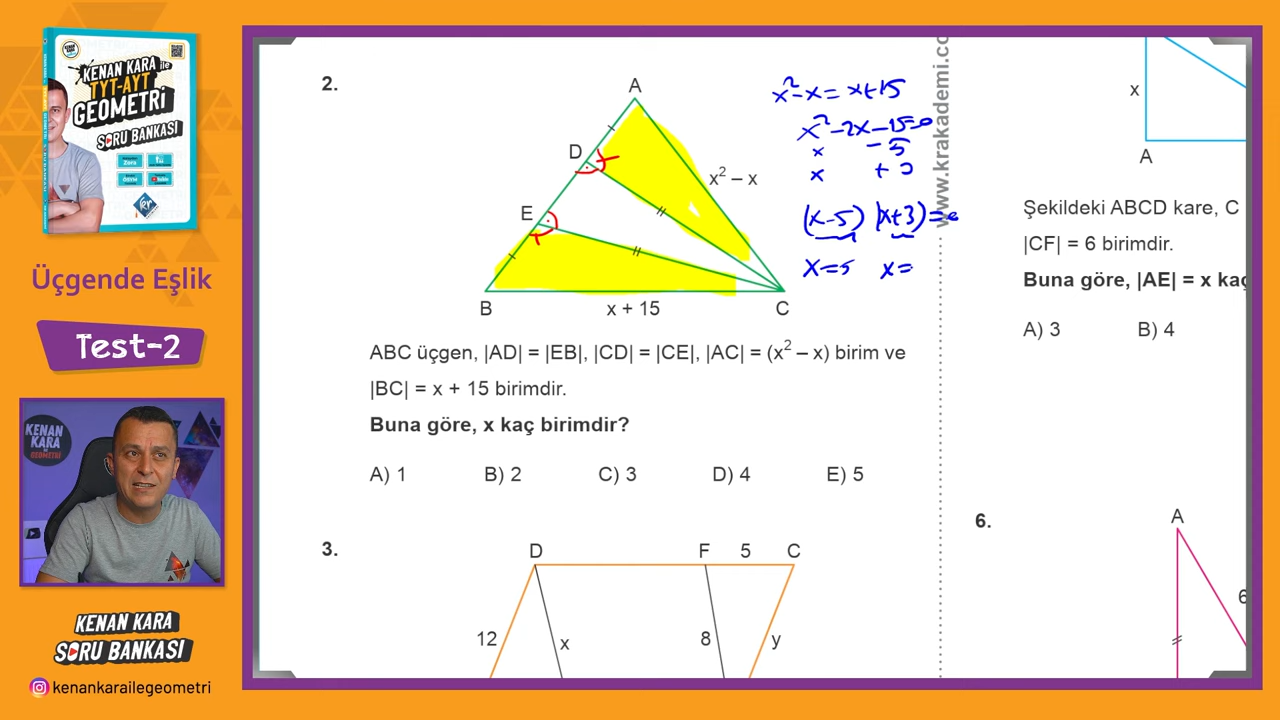 KENAN KARA ile
TYT-AYT
GEOMETRİ
SORU BANKASI
Üçgende Eşlik
Test-2
KENAN
KARA
GEOMETRİ
KENAN KARA
SORU BANKASI
kenankarailegeometri
2.
A
D
E
B
C
x² – x
x + 15
x²-x = x+15
x²-2x-15=0
x -5
x +3
(x-5) (x+3)=0
x=5 x=
ABC üçgen, |AD| = |EB|, |CD| = |CE|, |AC| = (x² – x) birim ve
|BC| = x + 15 birimdir.
Buna göre, x kaç birimdir?
A) 1 B) 2 C) 3 D) 4 E) 5
3.
D F 5 C
12 x 8 y
www.krakademi.co
x
A
Şekildeki ABCD kare, C
|CF| = 6 birimdir.
Buna göre, |AE| = x kaç
A) 3 B) 4
6.
A
6